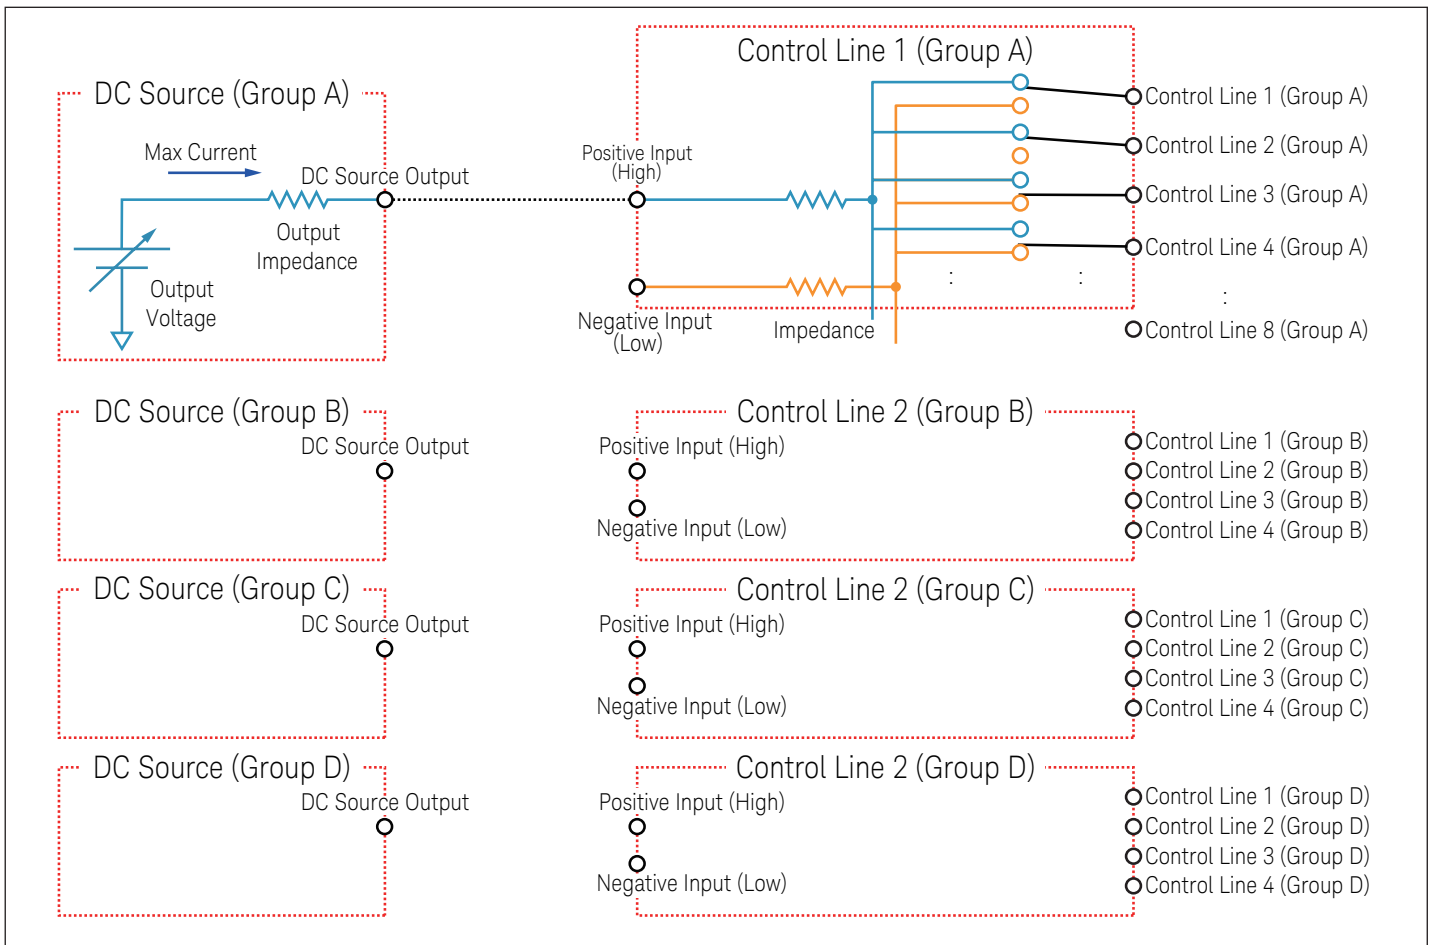 Control Line 1 (Group A)
DC Source (Group A)
Max Current
DC Source Output
Output
Impedance
Output
Voltage
Positive Input
(High)
Negative Input
(Low)
Impedance
Control Line 1 (Group A)
Control Line 2 (Group A)
Control Line 3 (Group A)
Control Line 4 (Group A)
:
:
:
Control Line 8 (Group A)
DC Source (Group B)
DC Source Output
Control Line 2 (Group B)
Positive Input (High)
Negative Input (Low)
Control Line 1 (Group B)
Control Line 2 (Group B)
Control Line 3 (Group B)
Control Line 4 (Group B)
DC Source (Group C)
DC Source Output
Control Line 2 (Group C)
Positive Input (High)
Negative Input (Low)
Control Line 1 (Group C)
Control Line 2 (Group C)
Control Line 3 (Group C)
Control Line 4 (Group C)
DC Source (Group D)
DC Source Output
Control Line 2 (Group D)
Positive Input (High)
Negative Input (Low)
Control Line 1 (Group D)
Control Line 2 (Group D)
Control Line 3 (Group D)
Control Line 4 (Group D)